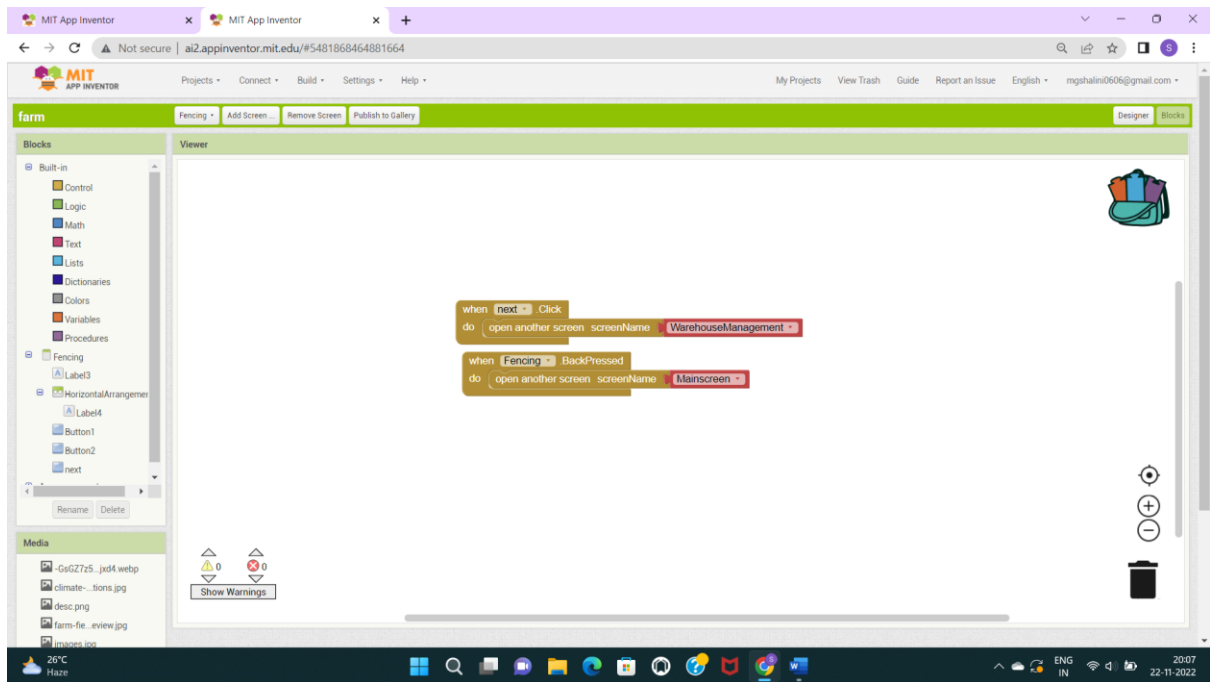 MIT App Inventor
MIT App Inventor
Not secure | ai2.appinventor.mit.edu/#5481868464881664
S
MIT
APP INVENTOR
Projects
Connect
Build
Settings
Help
My Projects
View Trash
Guide
Report an Issue
English
mgshalini0606@gmail.com
farm
Fencing
Add Screen ...
Remove Screen
Publish to Gallery
Designer
Blocks
Blocks
Viewer
Built-in
Control
Logic
Math
Text
Lists
Dictionaries
Colors
Variables
Procedures
Fencing
Label3
HorizontalArrangemer
Label4
Button1
Button2
next
Rename
Delete
when next .Click
do open another screen screenName WarehouseManagement
when Fencing .BackPressed
do open another screen screenName Mainscreen
0
0
Show Warnings
Media
-GsGZ7z5...jxd4.webp
climate-...tions.jpg
desc.png
farm-fie...eview.jpg
images.jpg
26°C
Haze
ENG
IN
20:07
22-11-2022